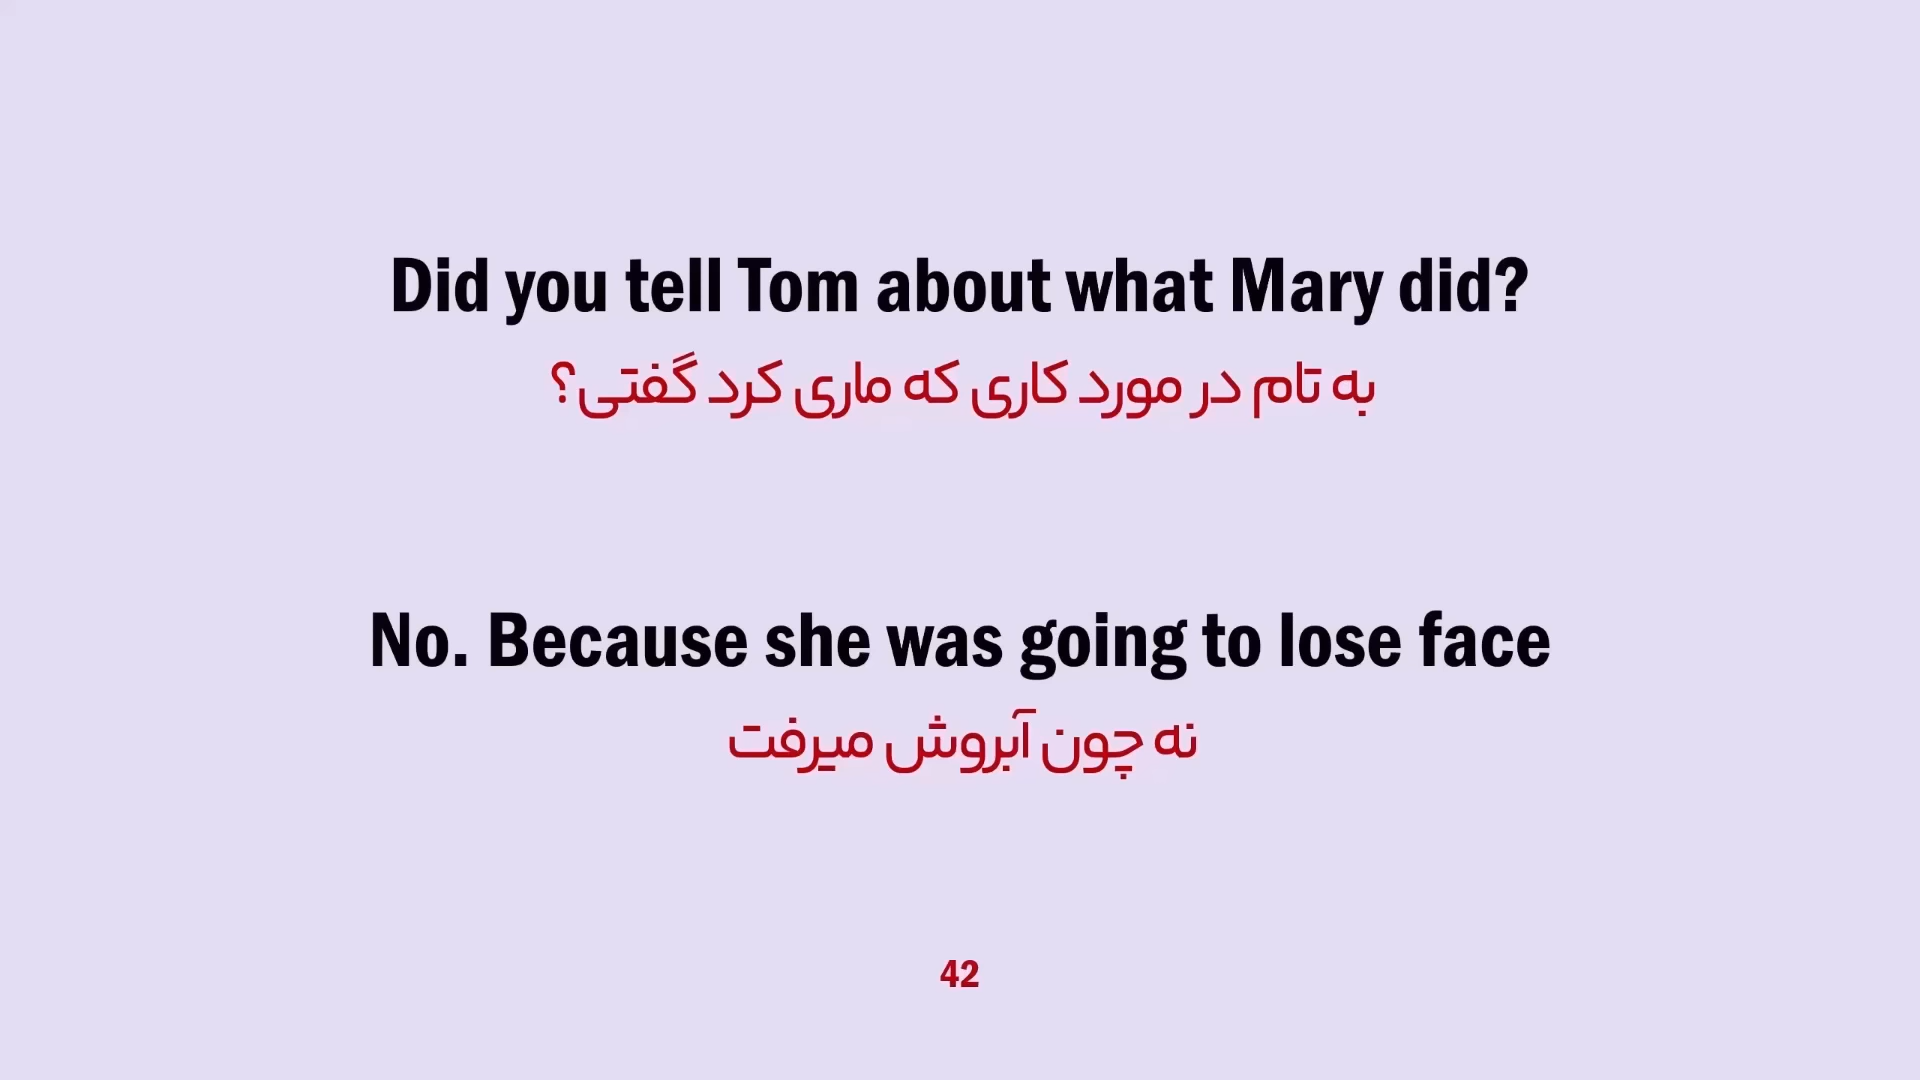 Did you tell Tom about what Mary did?
به تام در مورد کاری که ماری کرد گفتی؟
No. Because she was going to lose face
نه چون آبروش میرفت
42